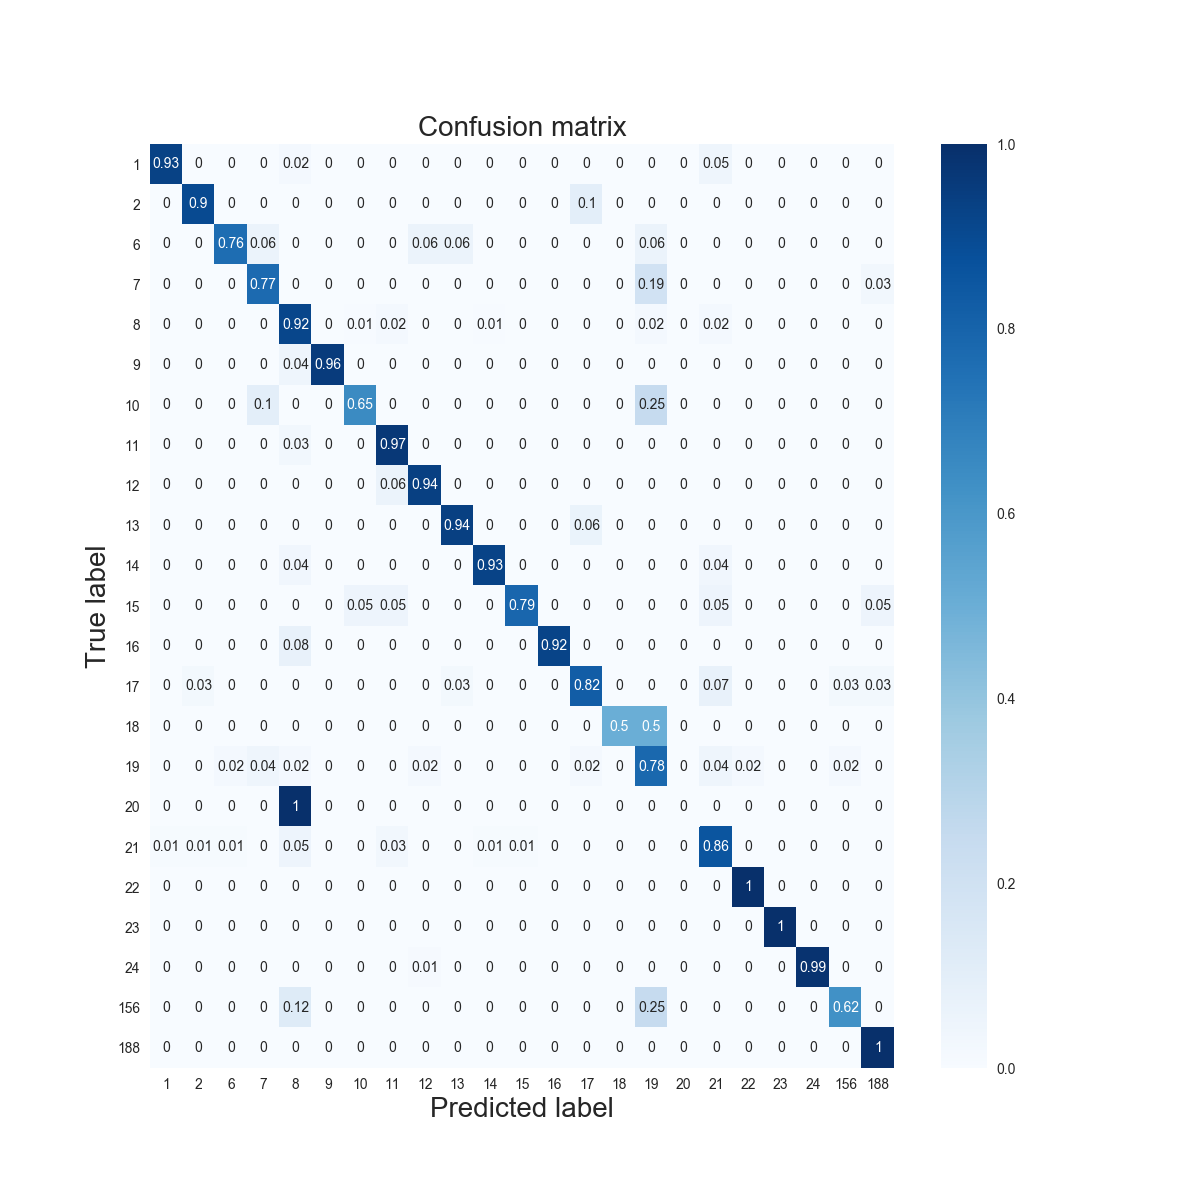 Confusion matrix
1 0.93 0 0 0 0.02 0 0 0 0 0 0 0 0 0 0 0 0 0.05 0 0 0 0 0 1.0
2 0 0.9 0 0 0 0 0 0 0 0 0 0 0 0.1 0 0 0 0 0 0 0 0 0
6 0 0 0.76 0.06 0 0 0 0 0.06 0.06 0 0 0 0 0 0.06 0 0 0 0 0 0 0
7 0 0 0 0.77 0 0 0 0 0 0 0 0 0 0 0 0.19 0 0 0 0 0 0 0.03
8 0 0 0 0 0.92 0 0.01 0.02 0 0 0.01 0 0 0 0 0.02 0 0.02 0 0 0 0 0 0.8
9 0 0 0 0 0.04 0.96 0 0 0 0 0 0 0 0 0 0 0 0 0 0 0 0 0
10 0 0 0 0.1 0 0 0.65 0 0 0 0 0 0 0 0 0.25 0 0 0 0 0 0 0
11 0 0 0 0 0.03 0 0 0.97 0 0 0 0 0 0 0 0 0 0 0 0 0 0 0
12 0 0 0 0 0 0 0 0.06 0.94 0 0 0 0 0 0 0 0 0 0 0 0 0 0
13 0 0 0 0 0 0 0 0 0 0.94 0 0 0 0.06 0 0 0 0 0 0 0 0 0 0.6
14 0 0 0 0 0.04 0 0 0 0 0 0.93 0 0 0 0 0 0 0.04 0 0 0 0 0
15 0 0 0 0 0 0 0.05 0.05 0 0 0 0.79 0 0 0 0 0 0.05 0 0 0 0 0.05
True label
16 0 0 0 0 0.08 0 0 0 0 0 0 0 0.92 0 0 0 0 0 0 0 0 0 0
17 0 0.03 0 0 0 0 0 0 0 0.03 0 0 0 0.82 0 0 0 0.07 0 0 0 0.03 0.03 0.4
18 0 0 0 0 0 0 0 0 0 0 0 0 0 0 0.5 0.5 0 0 0 0 0 0 0
19 0 0 0.02 0.04 0.02 0 0 0 0.02 0 0 0 0 0.02 0 0.78 0 0.04 0.02 0 0 0.02 0
20 0 0 0 0 1 0 0 0 0 0 0 0 0 0 0 0 0 0 0 0 0 0 0
21 0.01 0.01 0.01 0 0.05 0 0 0.03 0 0 0.01 0.01 0 0 0 0 0 0.86 0 0 0 0 0
22 0 0 0 0 0 0 0 0 0 0 0 0 0 0 0 0 0 0 1 0 0 0 0 0.2
23 0 0 0 0 0 0 0 0 0 0 0 0 0 0 0 0 0 0 0 1 0 0 0
24 0 0 0 0 0 0 0 0 0.01 0 0 0 0 0 0 0 0 0 0 0 0.99 0 0
156 0 0 0 0 0.12 0 0 0 0 0 0 0 0 0 0 0.25 0 0 0 0 0 0.62 0
188 0 0 0 0 0 0 0 0 0 0 0 0 0 0 0 0 0 0 0 0 0 0 1 0.0
1 2 6 7 8 9 10 11 12 13 14 15 16 17 18 19 20 21 22 23 24 156 188
Predicted label